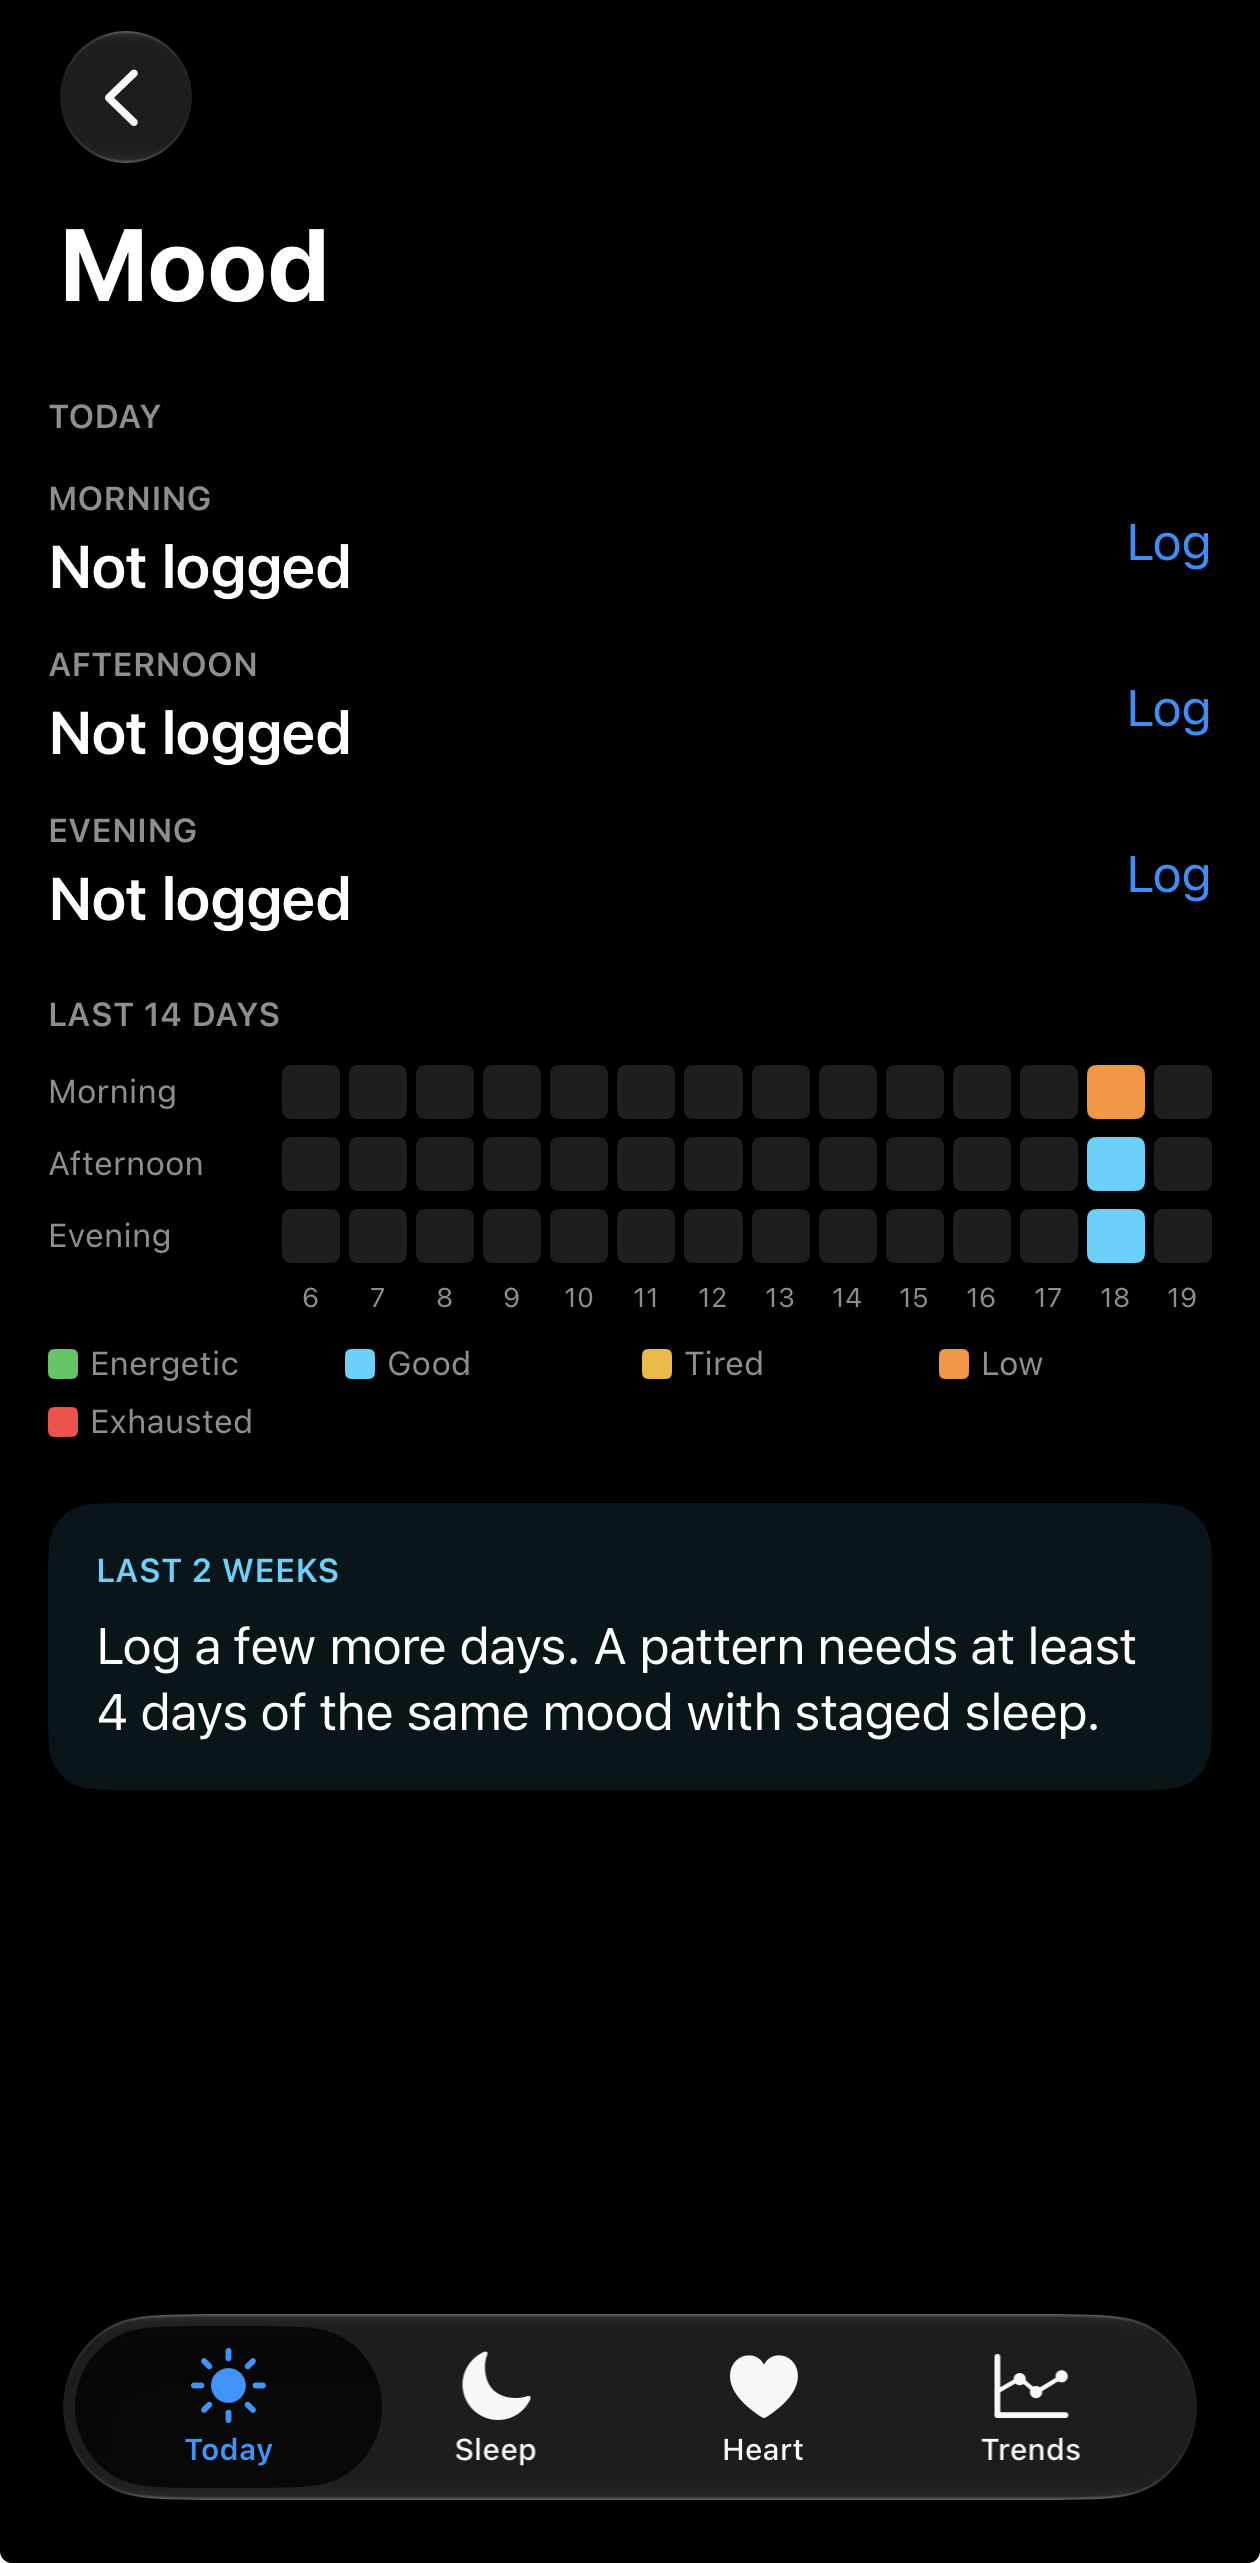 Mood
TODAY
MORNING
Not logged
Log
AFTERNOON
Not logged
Log
EVENING
Not logged
Log
LAST 14 DAYS
Morning
Afternoon
Evening
6 7 8 9 10 11 12 13 14 15 16 17 18 19
Energetic Good Tired Low
Exhausted
LAST 2 WEEKS
Log a few more days. A pattern needs at least
4 days of the same mood with staged sleep.
Today Sleep Heart Trends